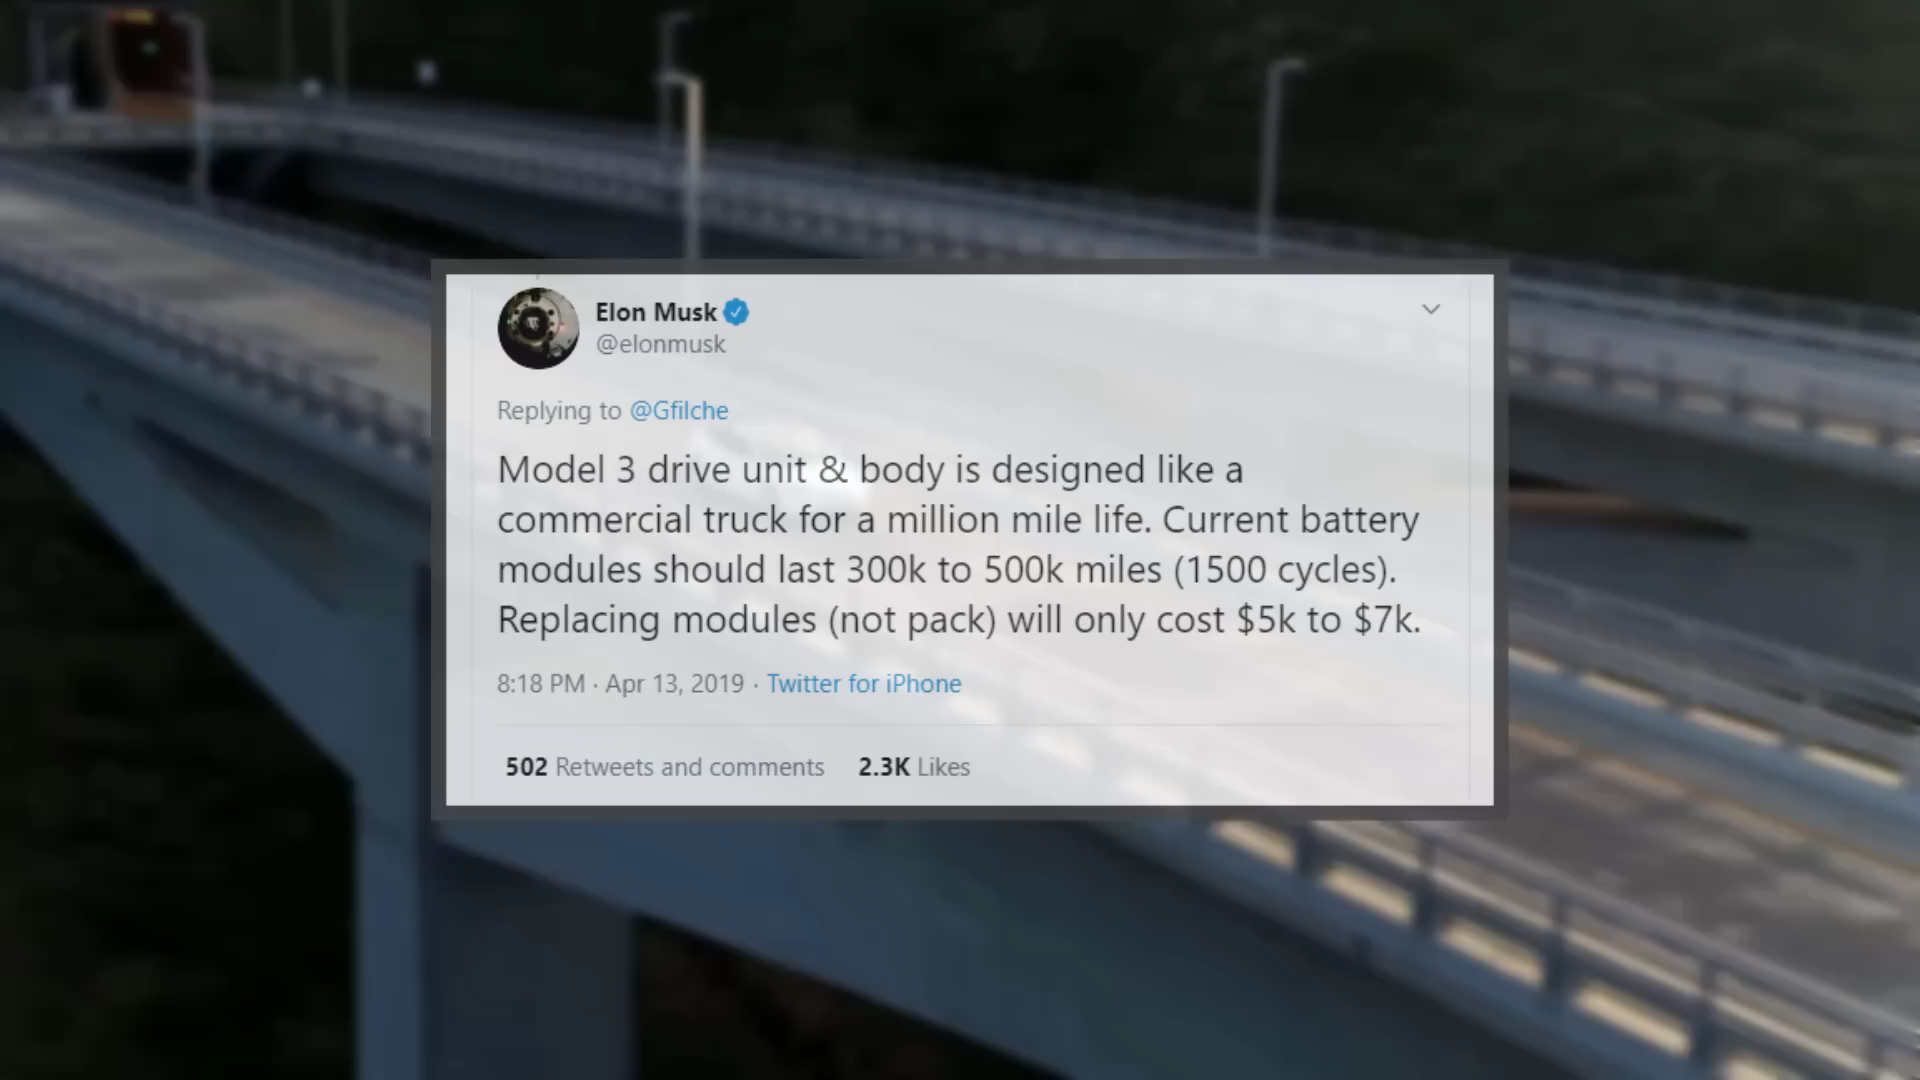 Elon Musk
@elonmusk
Replying to @Gfilche
Model 3 drive unit & body is designed like a
commercial truck for a million mile life. Current battery
modules should last 300k to 500k miles (1500 cycles).
Replacing modules (not pack) will only cost $5k to $7k.
8:18 PM · Apr 13, 2019 · Twitter for iPhone
502 Retweets and comments 2.3K Likes